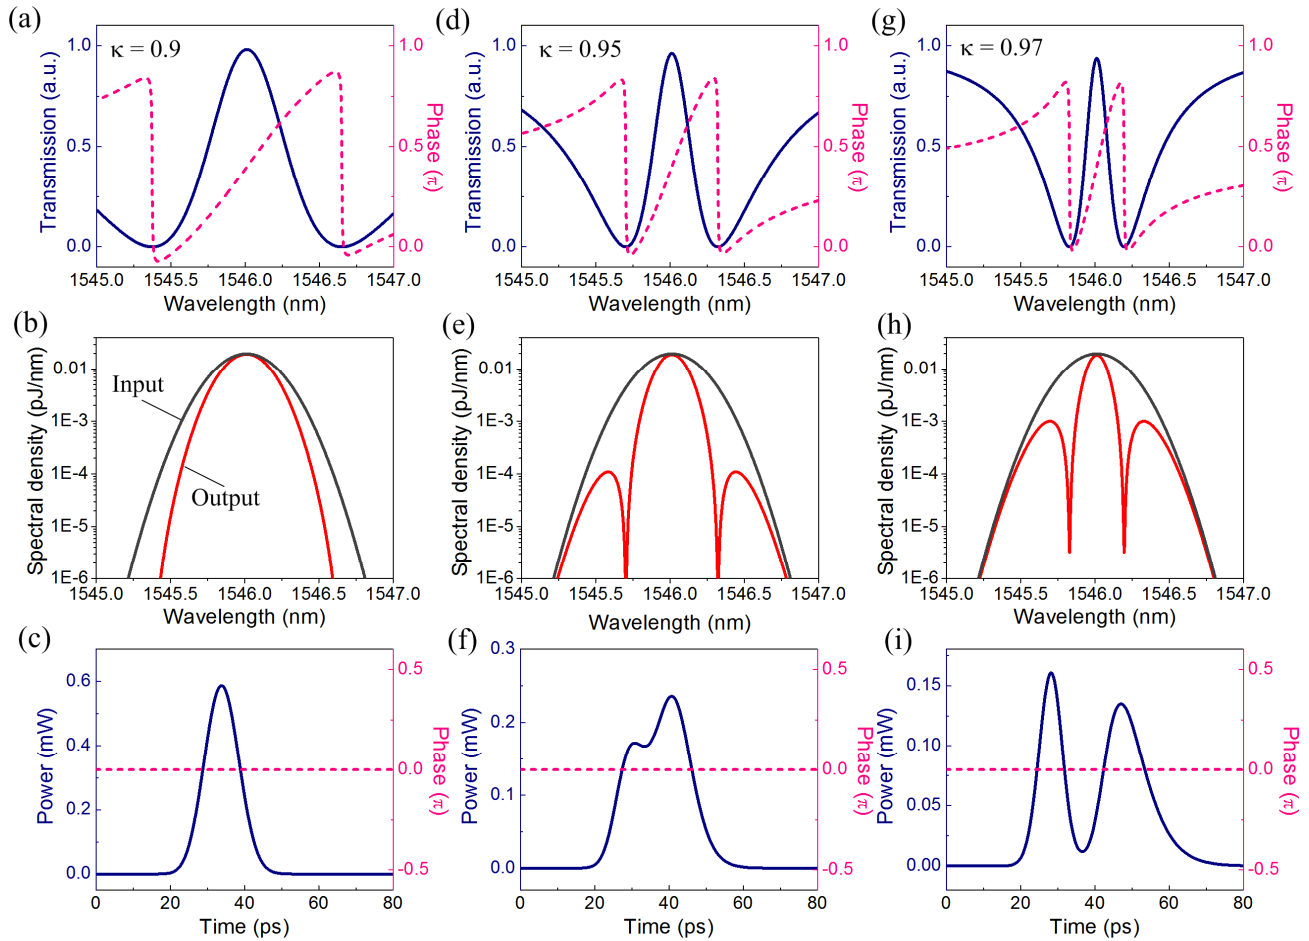 (a)
κ = 0.9
Transmission (a.u.)
1.0
0.5
0.0
Phase (π)
1.0
0.5
0.0
1545.0 1545.5 1546.0 1546.5 1547.0
Wavelength (nm)
(d)
κ = 0.95
Transmission (a.u.)
1.0
0.5
0.0
Phase (π)
1.0
0.5
0.0
1545.0 1545.5 1546.0 1546.5 1547.0
Wavelength (nm)
(g)
κ = 0.97
Transmission (a.u.)
1.0
0.5
0.0
Phase (π)
1.0
0.5
0.0
1545.0 1545.5 1546.0 1546.5 1547.0
Wavelength (nm)
(b)
Spectral density (pJ/nm)
0.01
1E-3
1E-4
1E-5
1E-6
Input
Output
1545.0 1545.5 1546.0 1546.5 1547.0
Wavelength (nm)
(e)
Spectral density (pJ/nm)
0.01
1E-3
1E-4
1E-5
1E-6
1545.0 1545.5 1546.0 1546.5 1547.0
Wavelength (nm)
(h)
Spectral density (pJ/nm)
0.01
1E-3
1E-4
1E-5
1E-6
1545.0 1545.5 1546.0 1546.5 1547.0
Wavelength (nm)
(c)
Power (mW)
0.6
0.4
0.2
0.0
Phase (π)
0.5
0.0
-0.5
0 20 40 60 80
Time (ps)
(f)
Power (mW)
0.3
0.2
0.1
0.0
Phase (π)
0.5
0.0
-0.5
0 20 40 60 80
Time (ps)
(i)
Power (mW)
0.15
0.10
0.05
0.00
Phase (π)
0.5
0.0
-0.5
0 20 40 60 80
Time (ps)